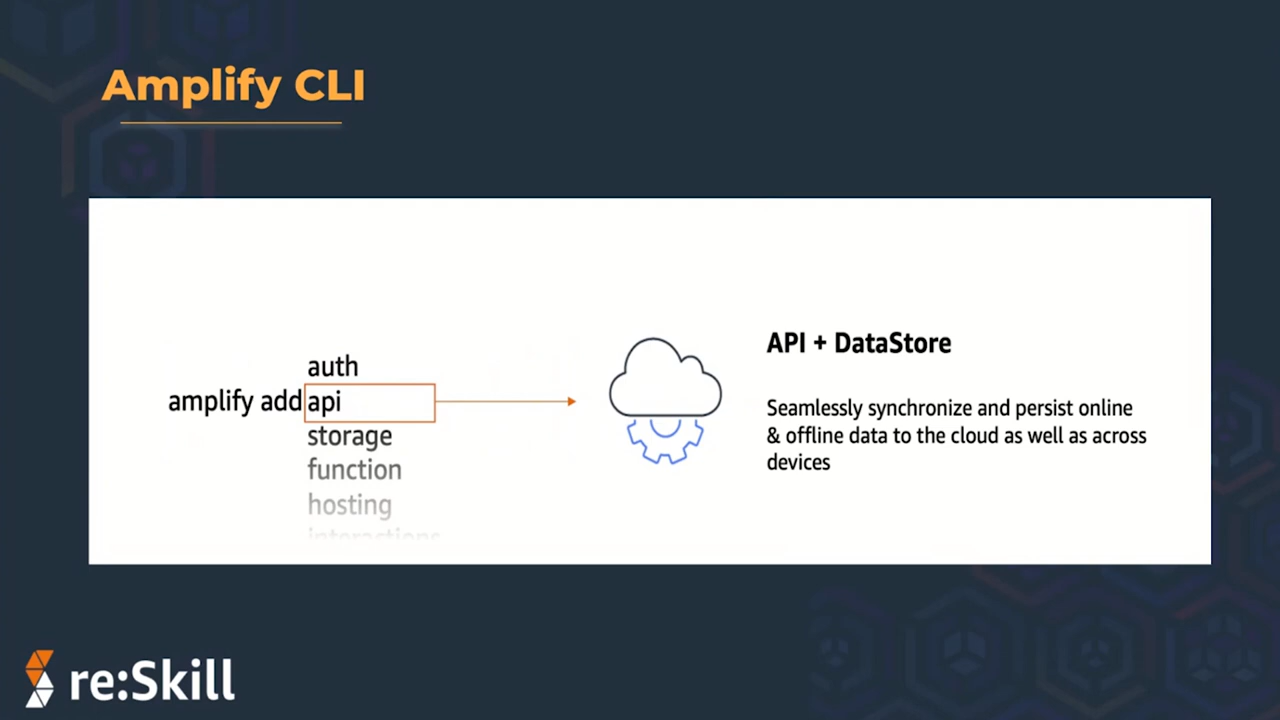 Amplify CLI
auth
amplify add api
storage
function
hosting
interactions
API + DataStore
Seamlessly synchronize and persist online
& offline data to the cloud as well as across
devices
re:Skill